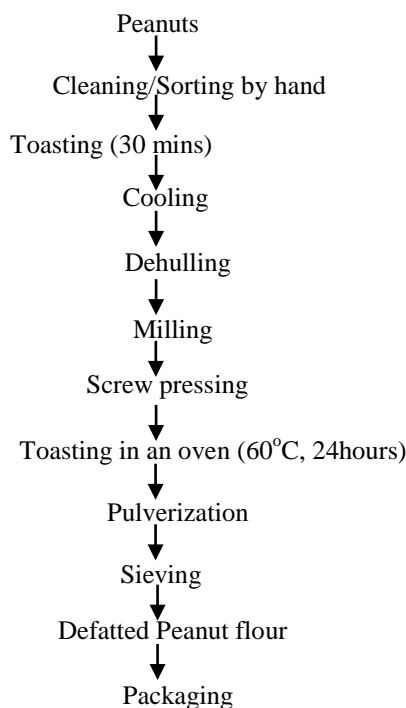 Peanuts
Cleaning/Sorting by hand
Toasting (30 mins)
Cooling
Dehulling
Milling
Screw pressing
Toasting in an oven (60°C, 24hours)
Pulverization
Sieving
Defatted Peanut flour
Packaging